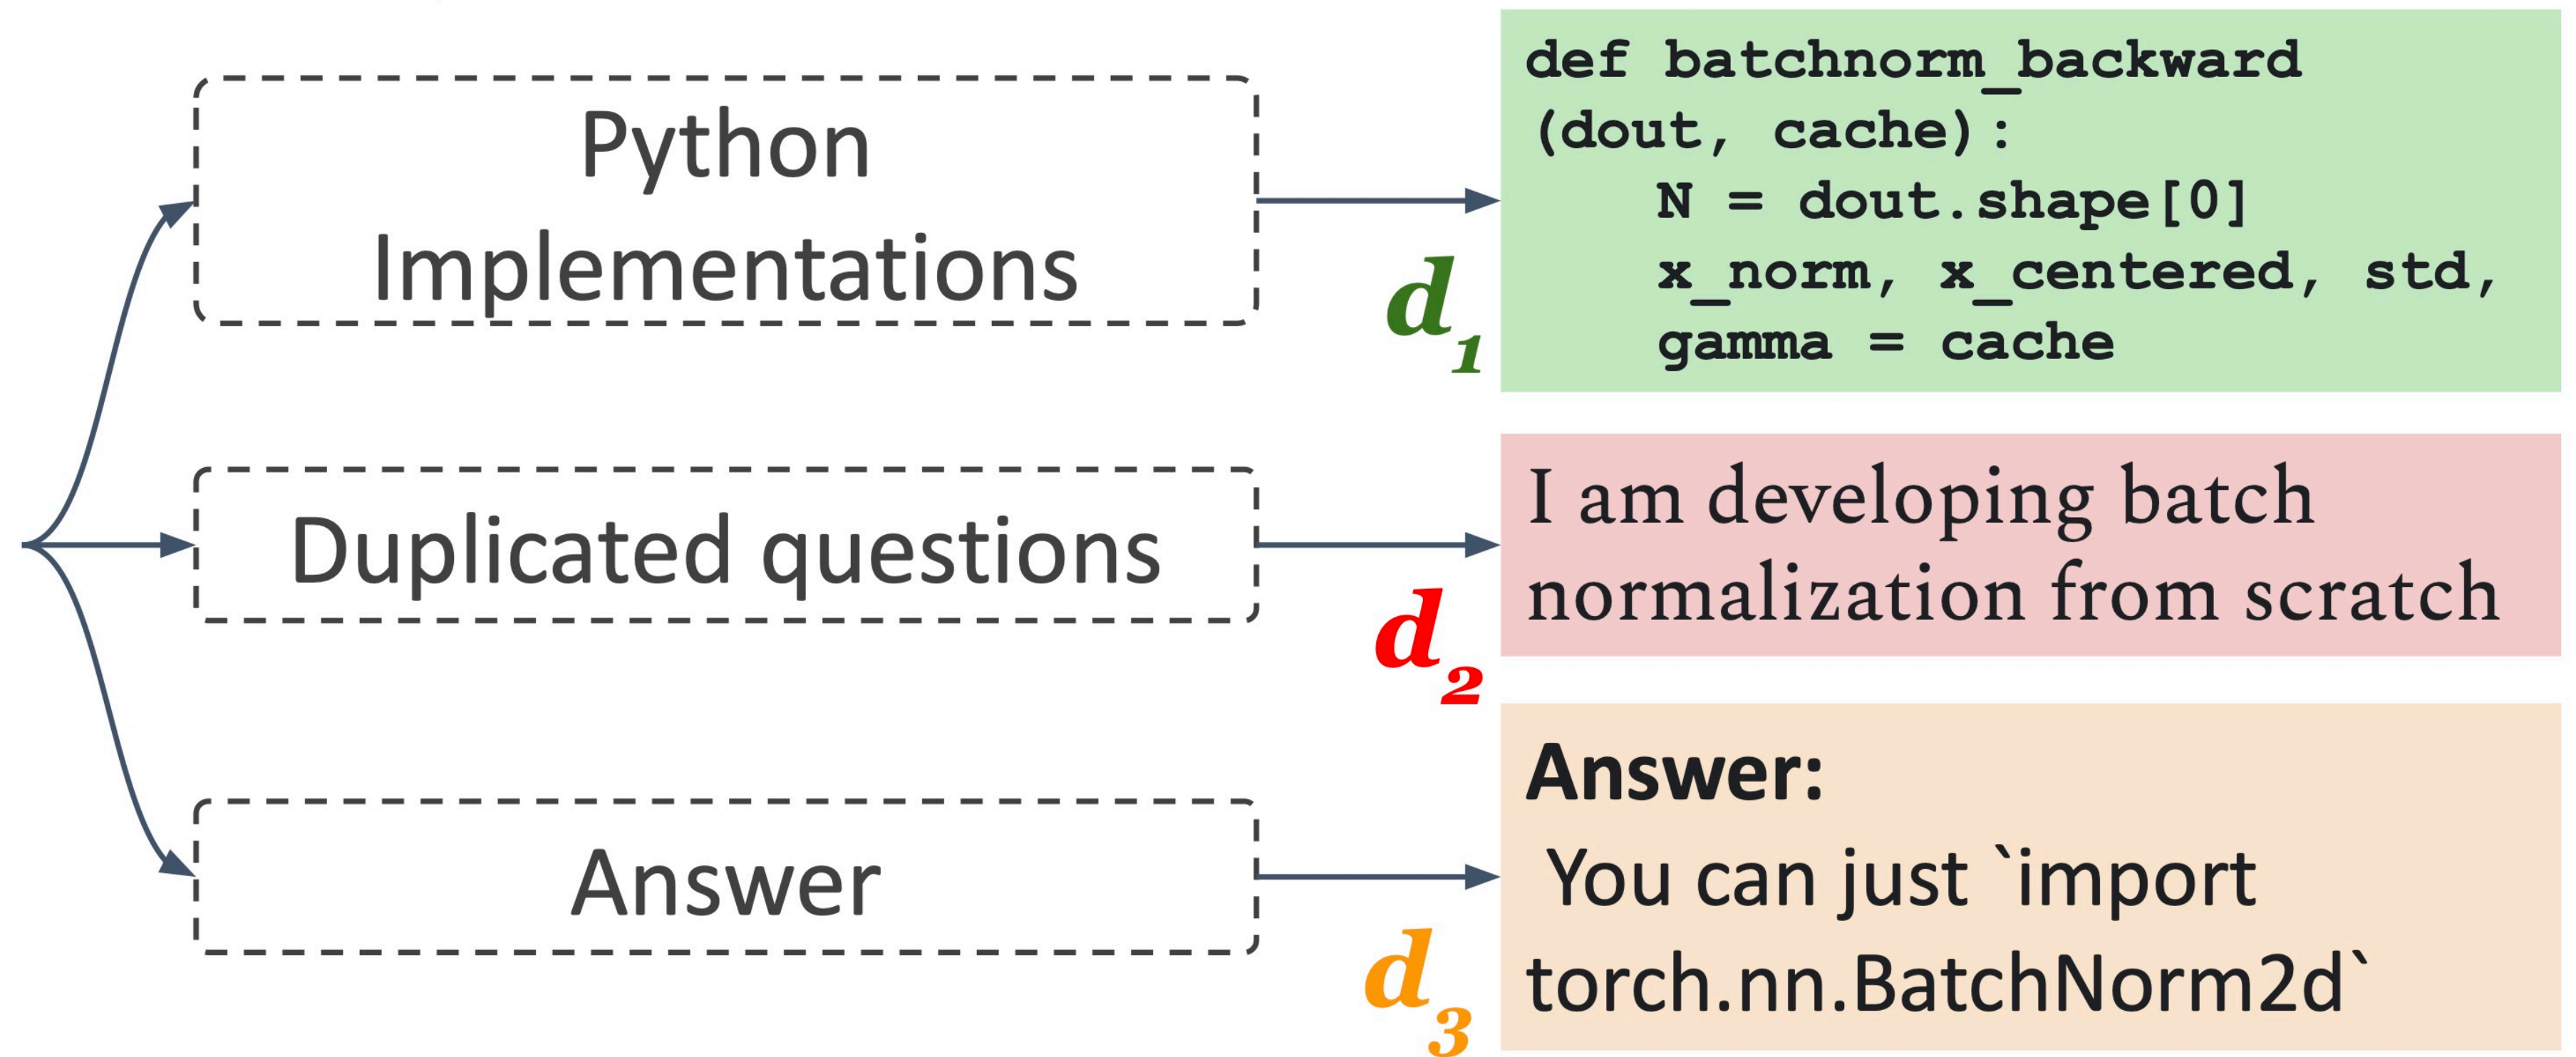 Python
Implementations
d1
def batchnorm_backward
(dout, cache):
N = dout.shape[0]
x_norm, x_centered, std,
gamma = cache
Duplicated questions
d2
I am developing batch
normalization from scratch
Answer
d3
Answer:
You can just `import
torch.nn.BatchNorm2d`